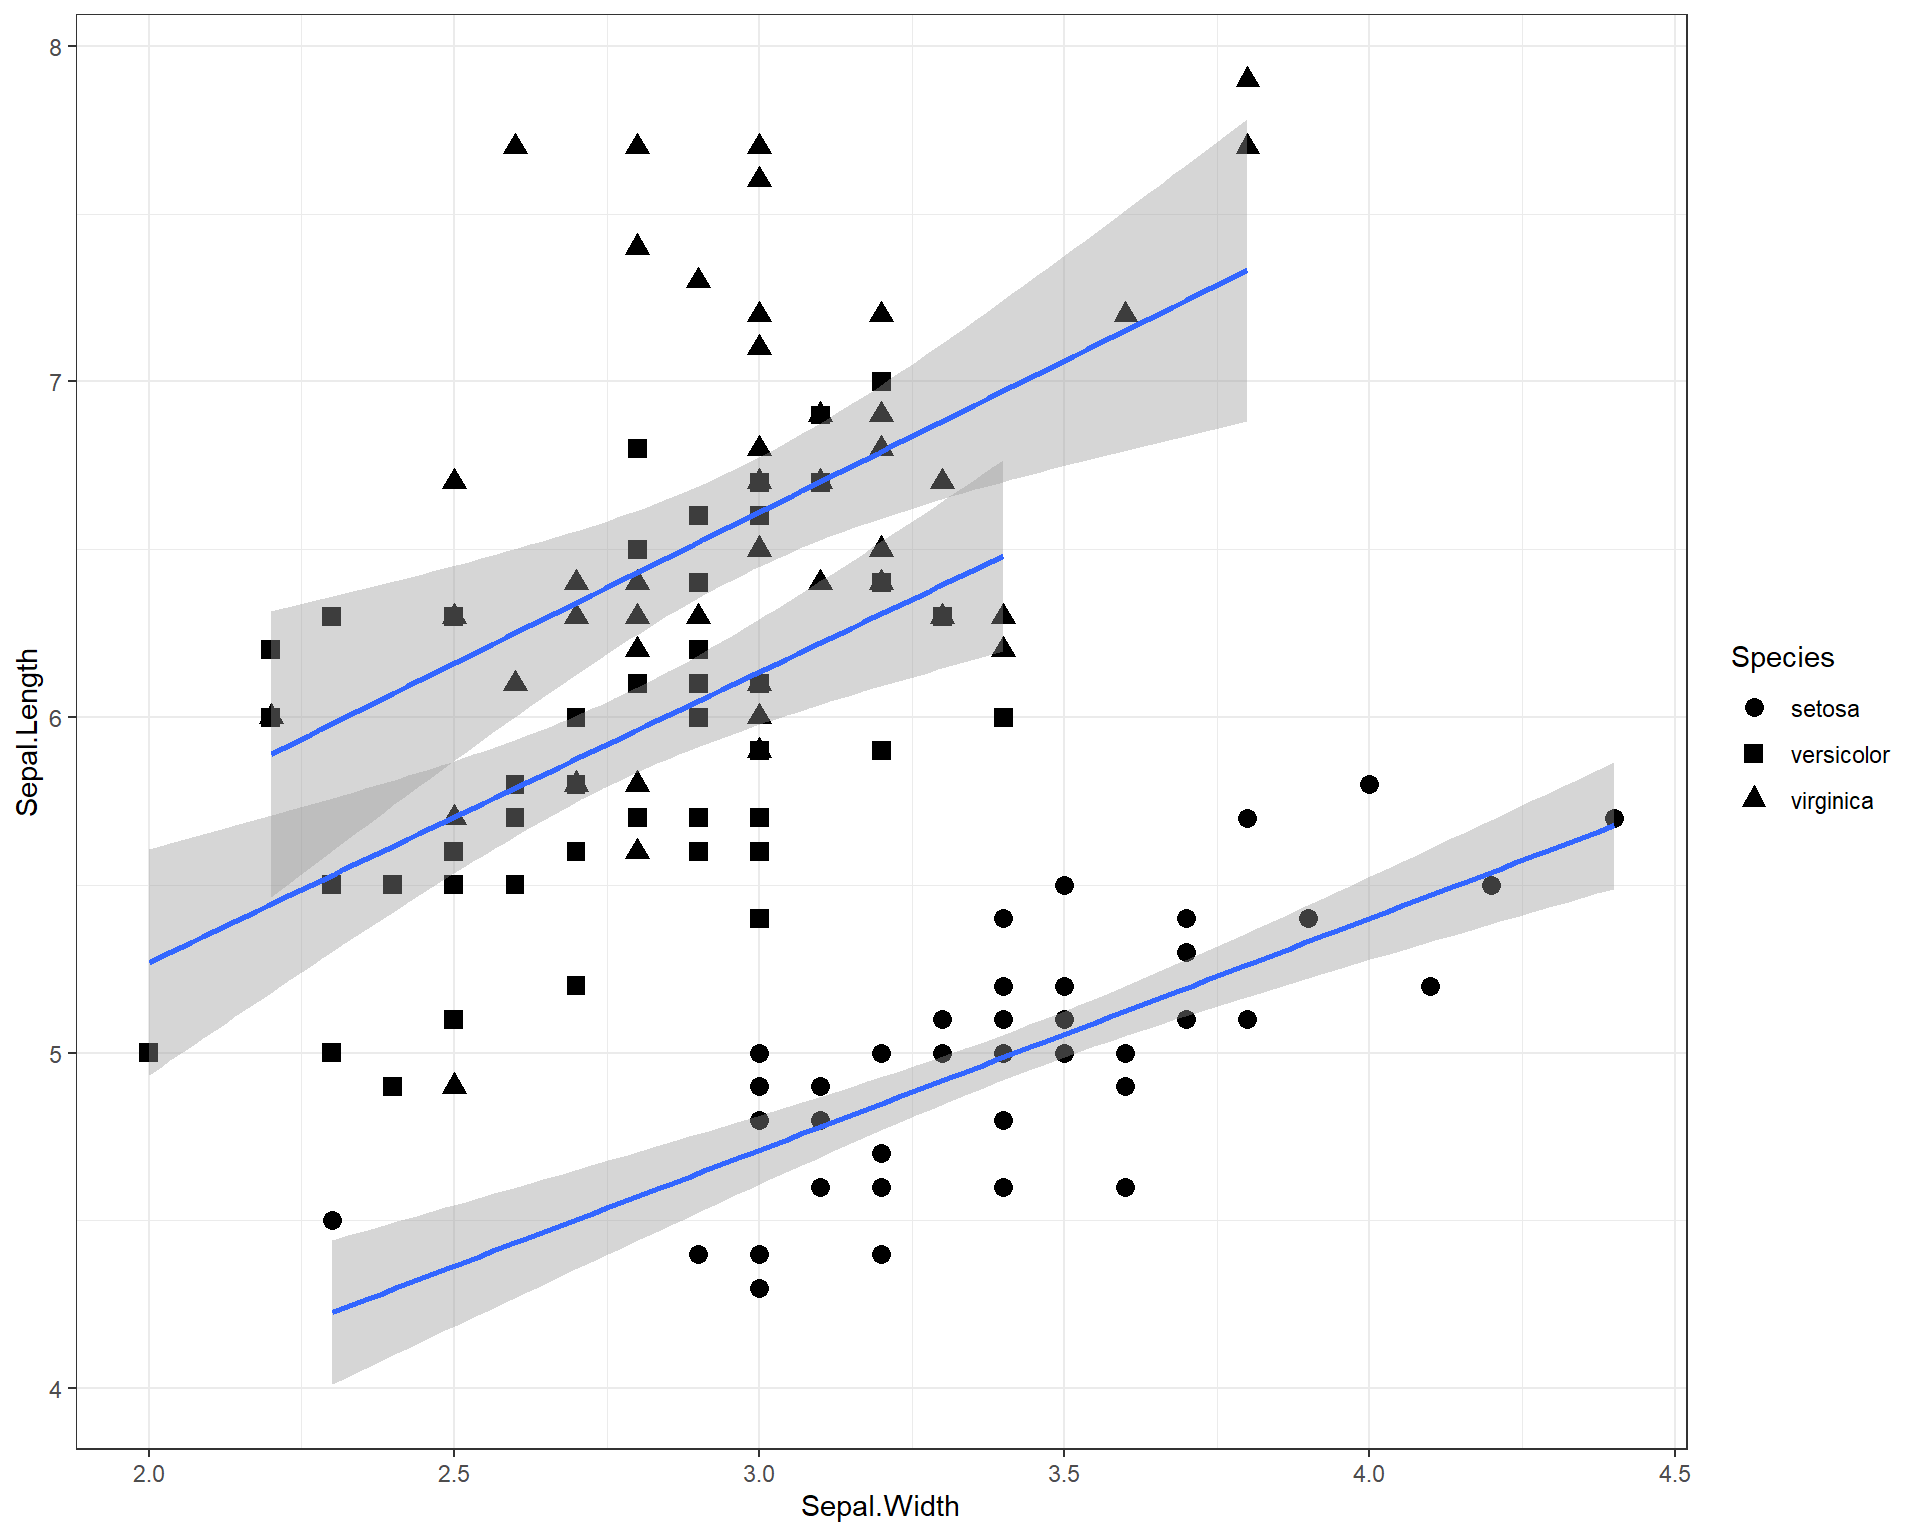 8
7
6
5
4
Sepal.Length
2.0 2.5 3.0 3.5 4.0 4.5
Sepal.Width
Species
setosa
versicolor
virginica